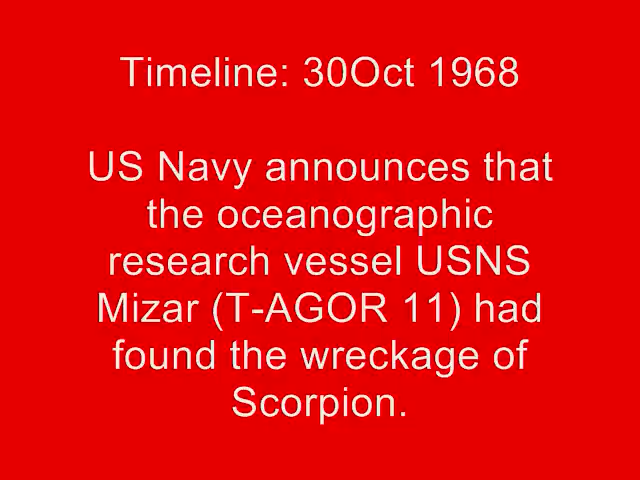 Timeline: 30Oct 1968
US Navy announces that
the oceanographic
research vessel USNS
Mizar (T-AGOR 11) had
found the wreckage of
Scorpion.